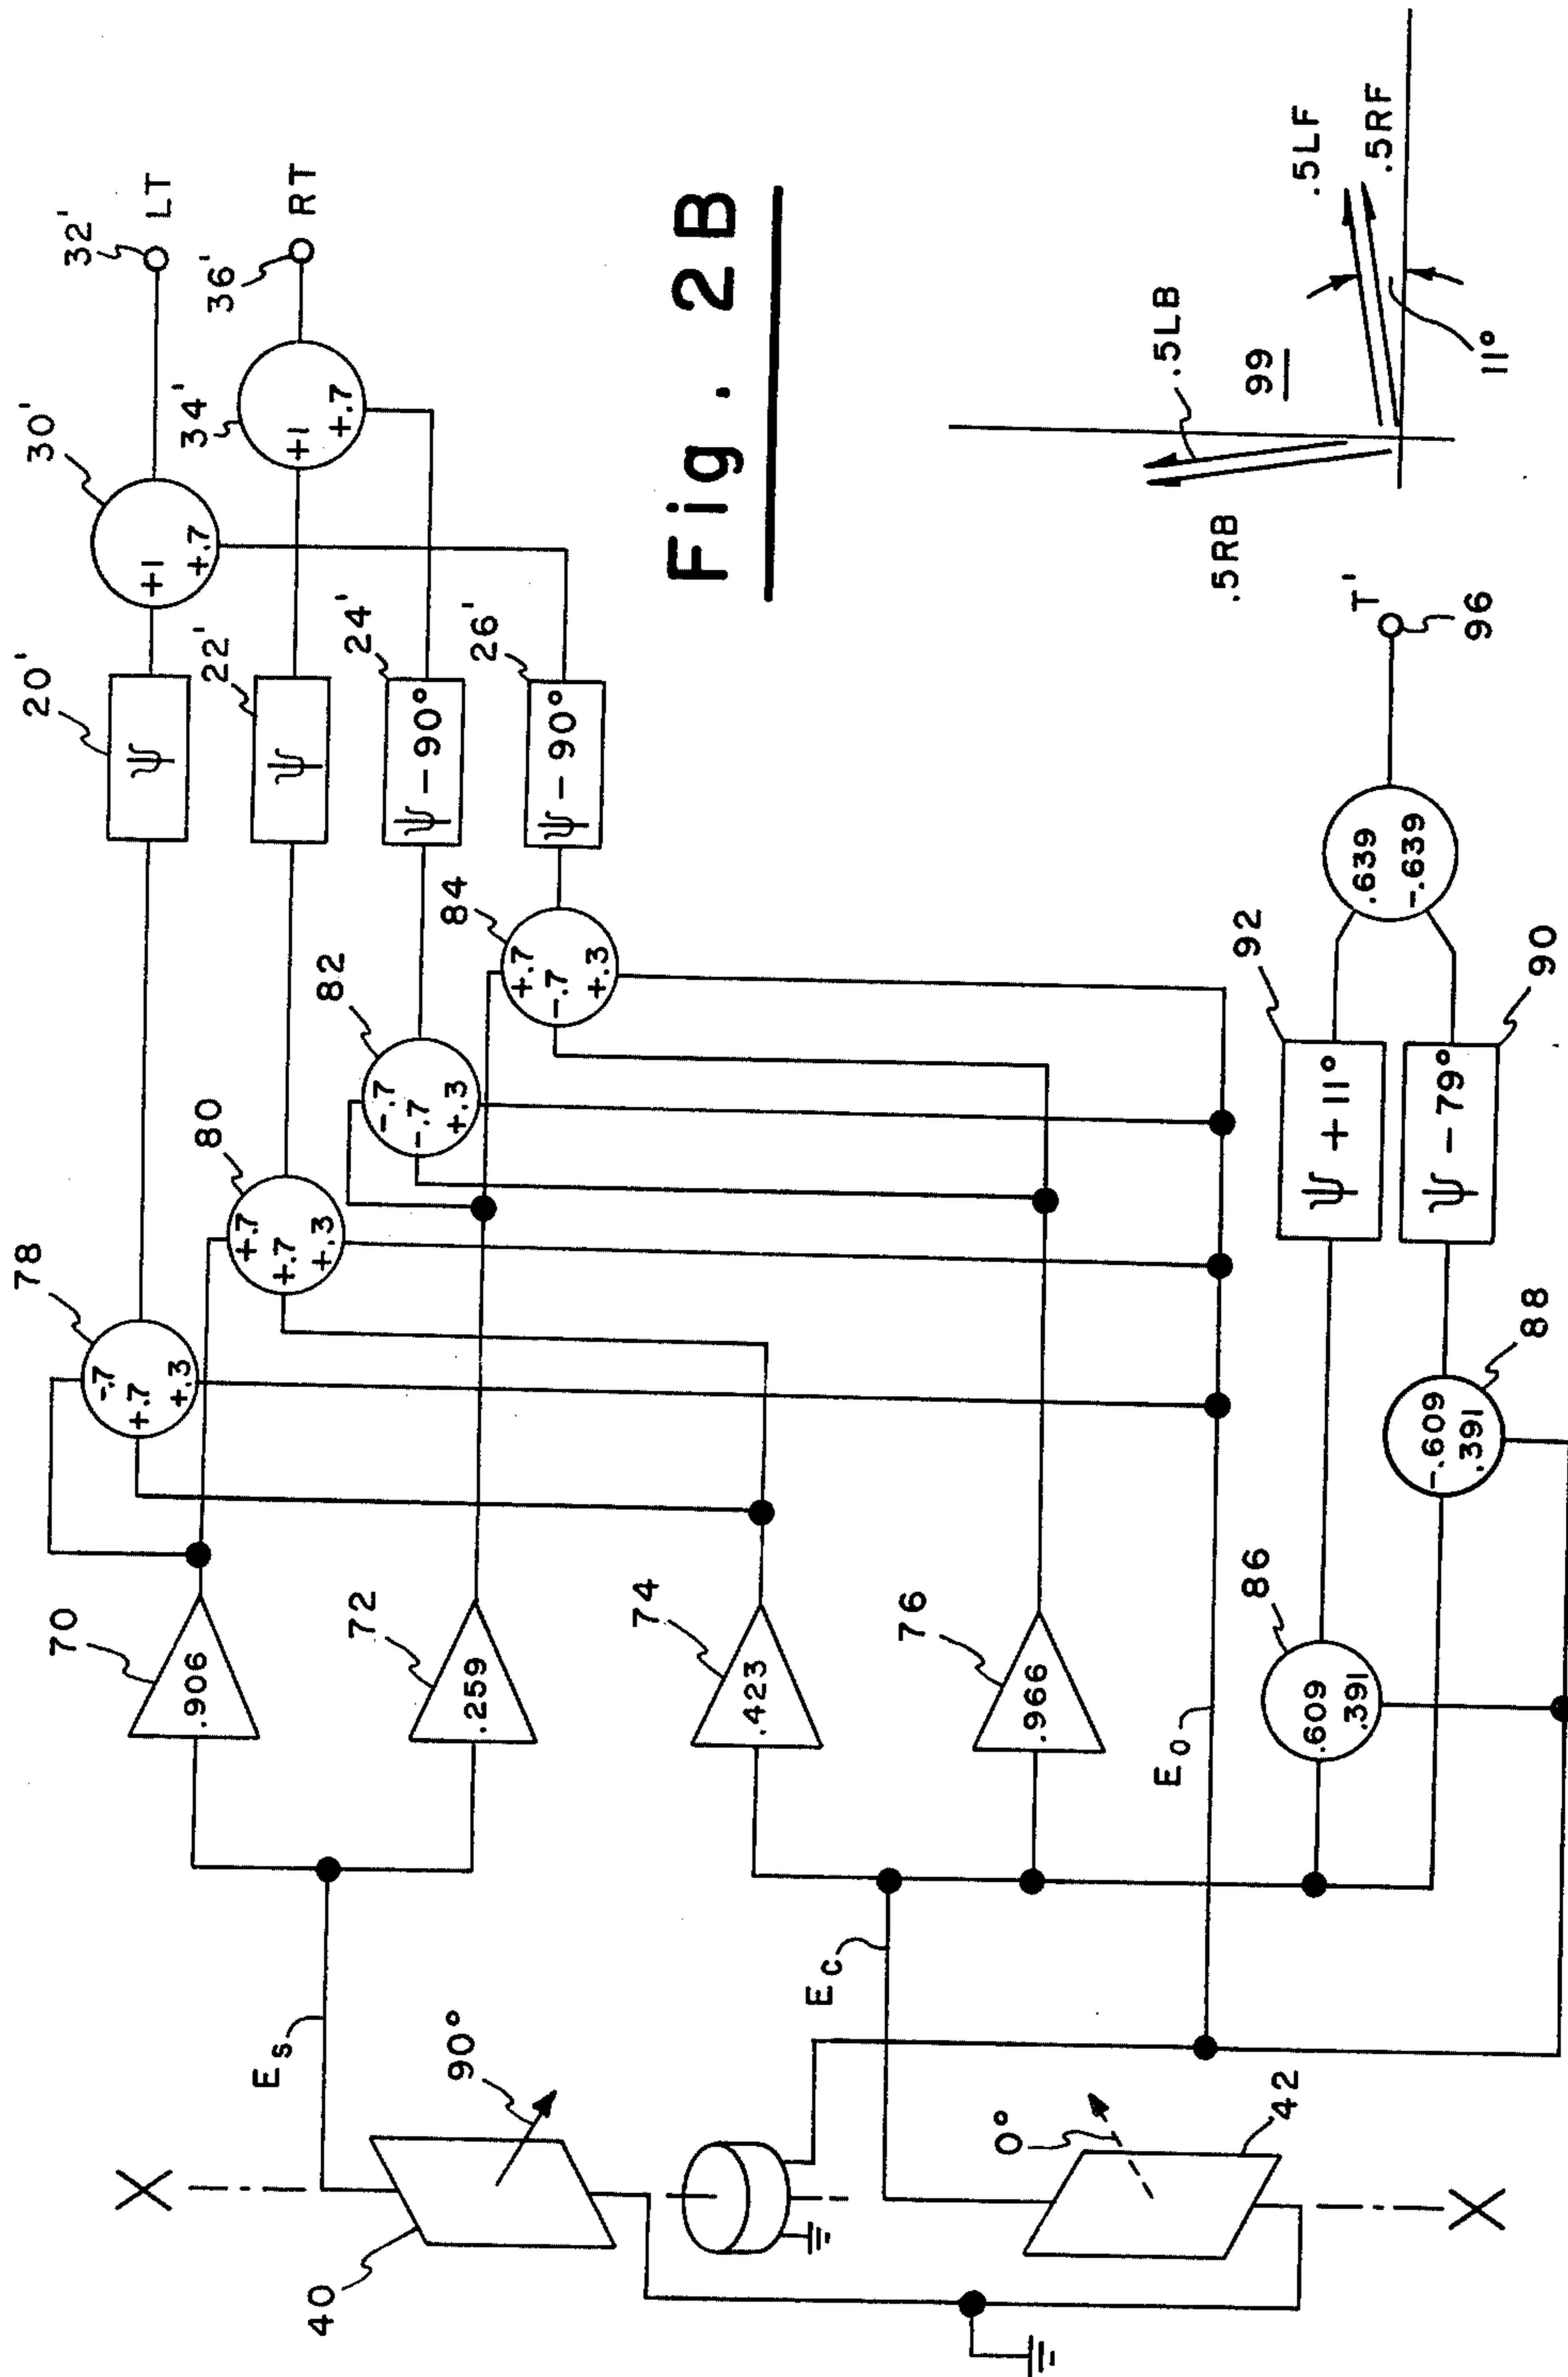 32'
LT
36'
RT
30'
+1
+.7
34'
+1
+.7
20'
ψ
22'
ψ
24'
ψ - 90°
26'
ψ - 90°
78
-.7
+.7
+.3
80
+.7
+.7
+.3
82
-.7
-.7
+.3
84
+.7
-.7
+.3
70
.906
72
.259
74
.423
76
.966
Es
Ec
E0
X
90°
40
0°
42
X
86
.609
.391
88
-.609
.391
92
ψ + 11°
90
ψ - 79°
.639
-.639
T'
96
Fig. 2B
.5LB
.5RB
99
.5LF
.5RF
11°